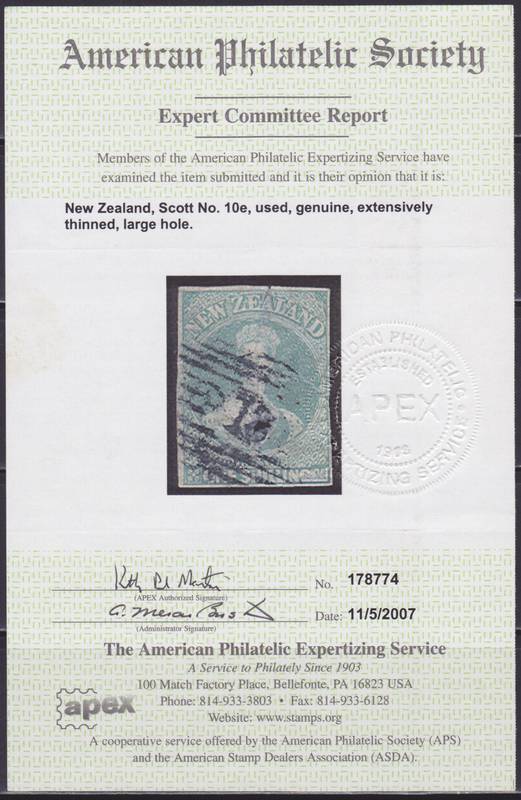 American Philatelic Society
Expert Committee Report
Members of the American Philatelic Expertizing Service have
examined the item submitted and it is their opinion that it is:
New Zealand, Scott No. 10e, used, genuine, extensively
thinned, large hole.
NEW ZEALAND
13
AMERICAN PHILATELIC
ESTABLISHED
APEX
1903
EXPERTIZING SERVICE
(APEX Authorized Signature)
No. 178774
(Administrator Signature)
Date: 11/5/2007
The American Philatelic Expertizing Service
A Service to Philately Since 1903
100 Match Factory Place, Bellefonte, PA 16823 USA
Phone: 814-933-3803 • Fax: 814-933-6128
Website: www.stamps.org
apex
A cooperative service offered by the American Philatelic Society (APS)
and the American Stamp Dealers Association (ASDA).